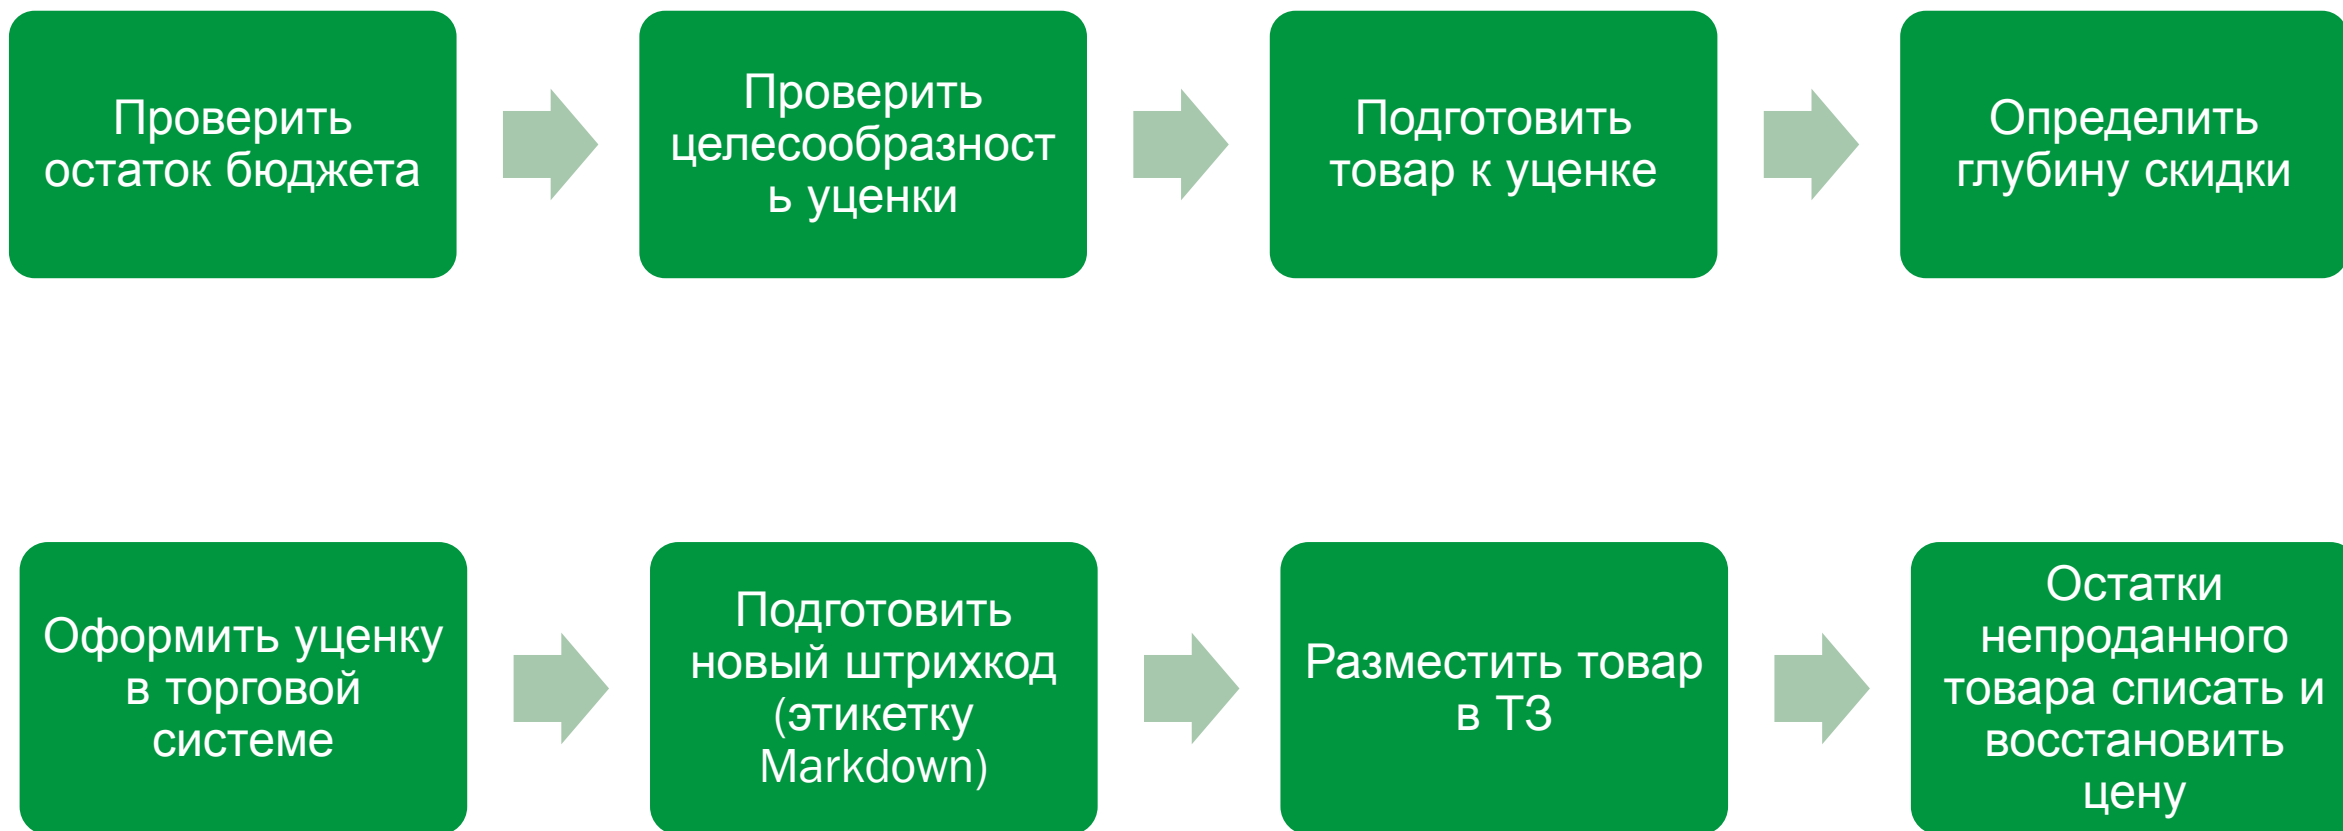 Проверить
остаток бюджета
Проверить
целесообразност
ь уценки
Подготовить
товар к уценке
Определить
глубину скидки
Оформить уценку
в торговой
системе
Подготовить
новый штрихкод
(этикетку
Markdown)
Разместить товар
в ТЗ
Остатки
непроданного
товара списать и
восстановить
цену